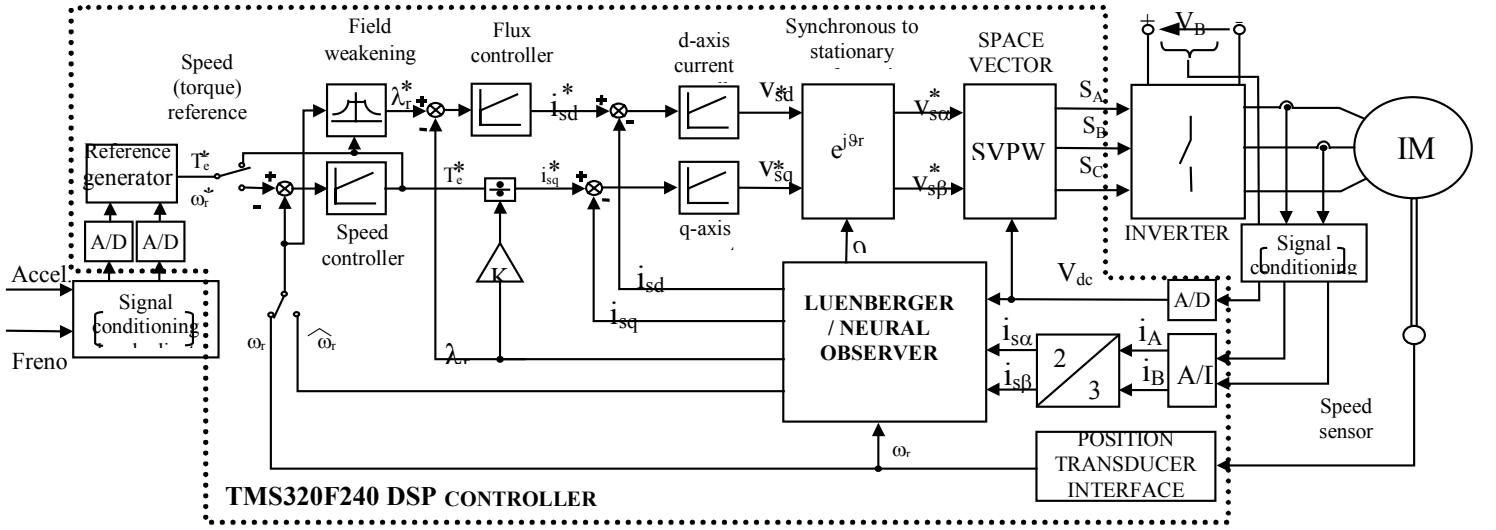 Field
weakening
Flux
controller
d-axis
current
Synchronous to
stationary
SPACE
VECTOR
+ V_B -
Speed
(torque)
reference
λ_r*
i_sd*
v_sd*
v_sα*
S_A
S_B
S_C
Reference
generator
T_e*
ω_r*
T_e*
÷
i_sq*
v_sq*
e^jϑr
v_sβ*
SVPW
IM
A/D
A/D
Speed
controller
K
q-axis
INVERTER
Signal
conditioning
Accel.
Freno
Signal
conditioning
ω_r
ω̂_r
i_sd
i_sq
λ_r
LUENBERGER
/ NEURAL
OBSERVER
V_dc
A/D
i_sα
i_sβ
2
3
i_A
i_B
A/I
Speed
sensor
ω_r
POSITION
TRANSDUCER
INTERFACE
TMS320F240 DSP CONTROLLER